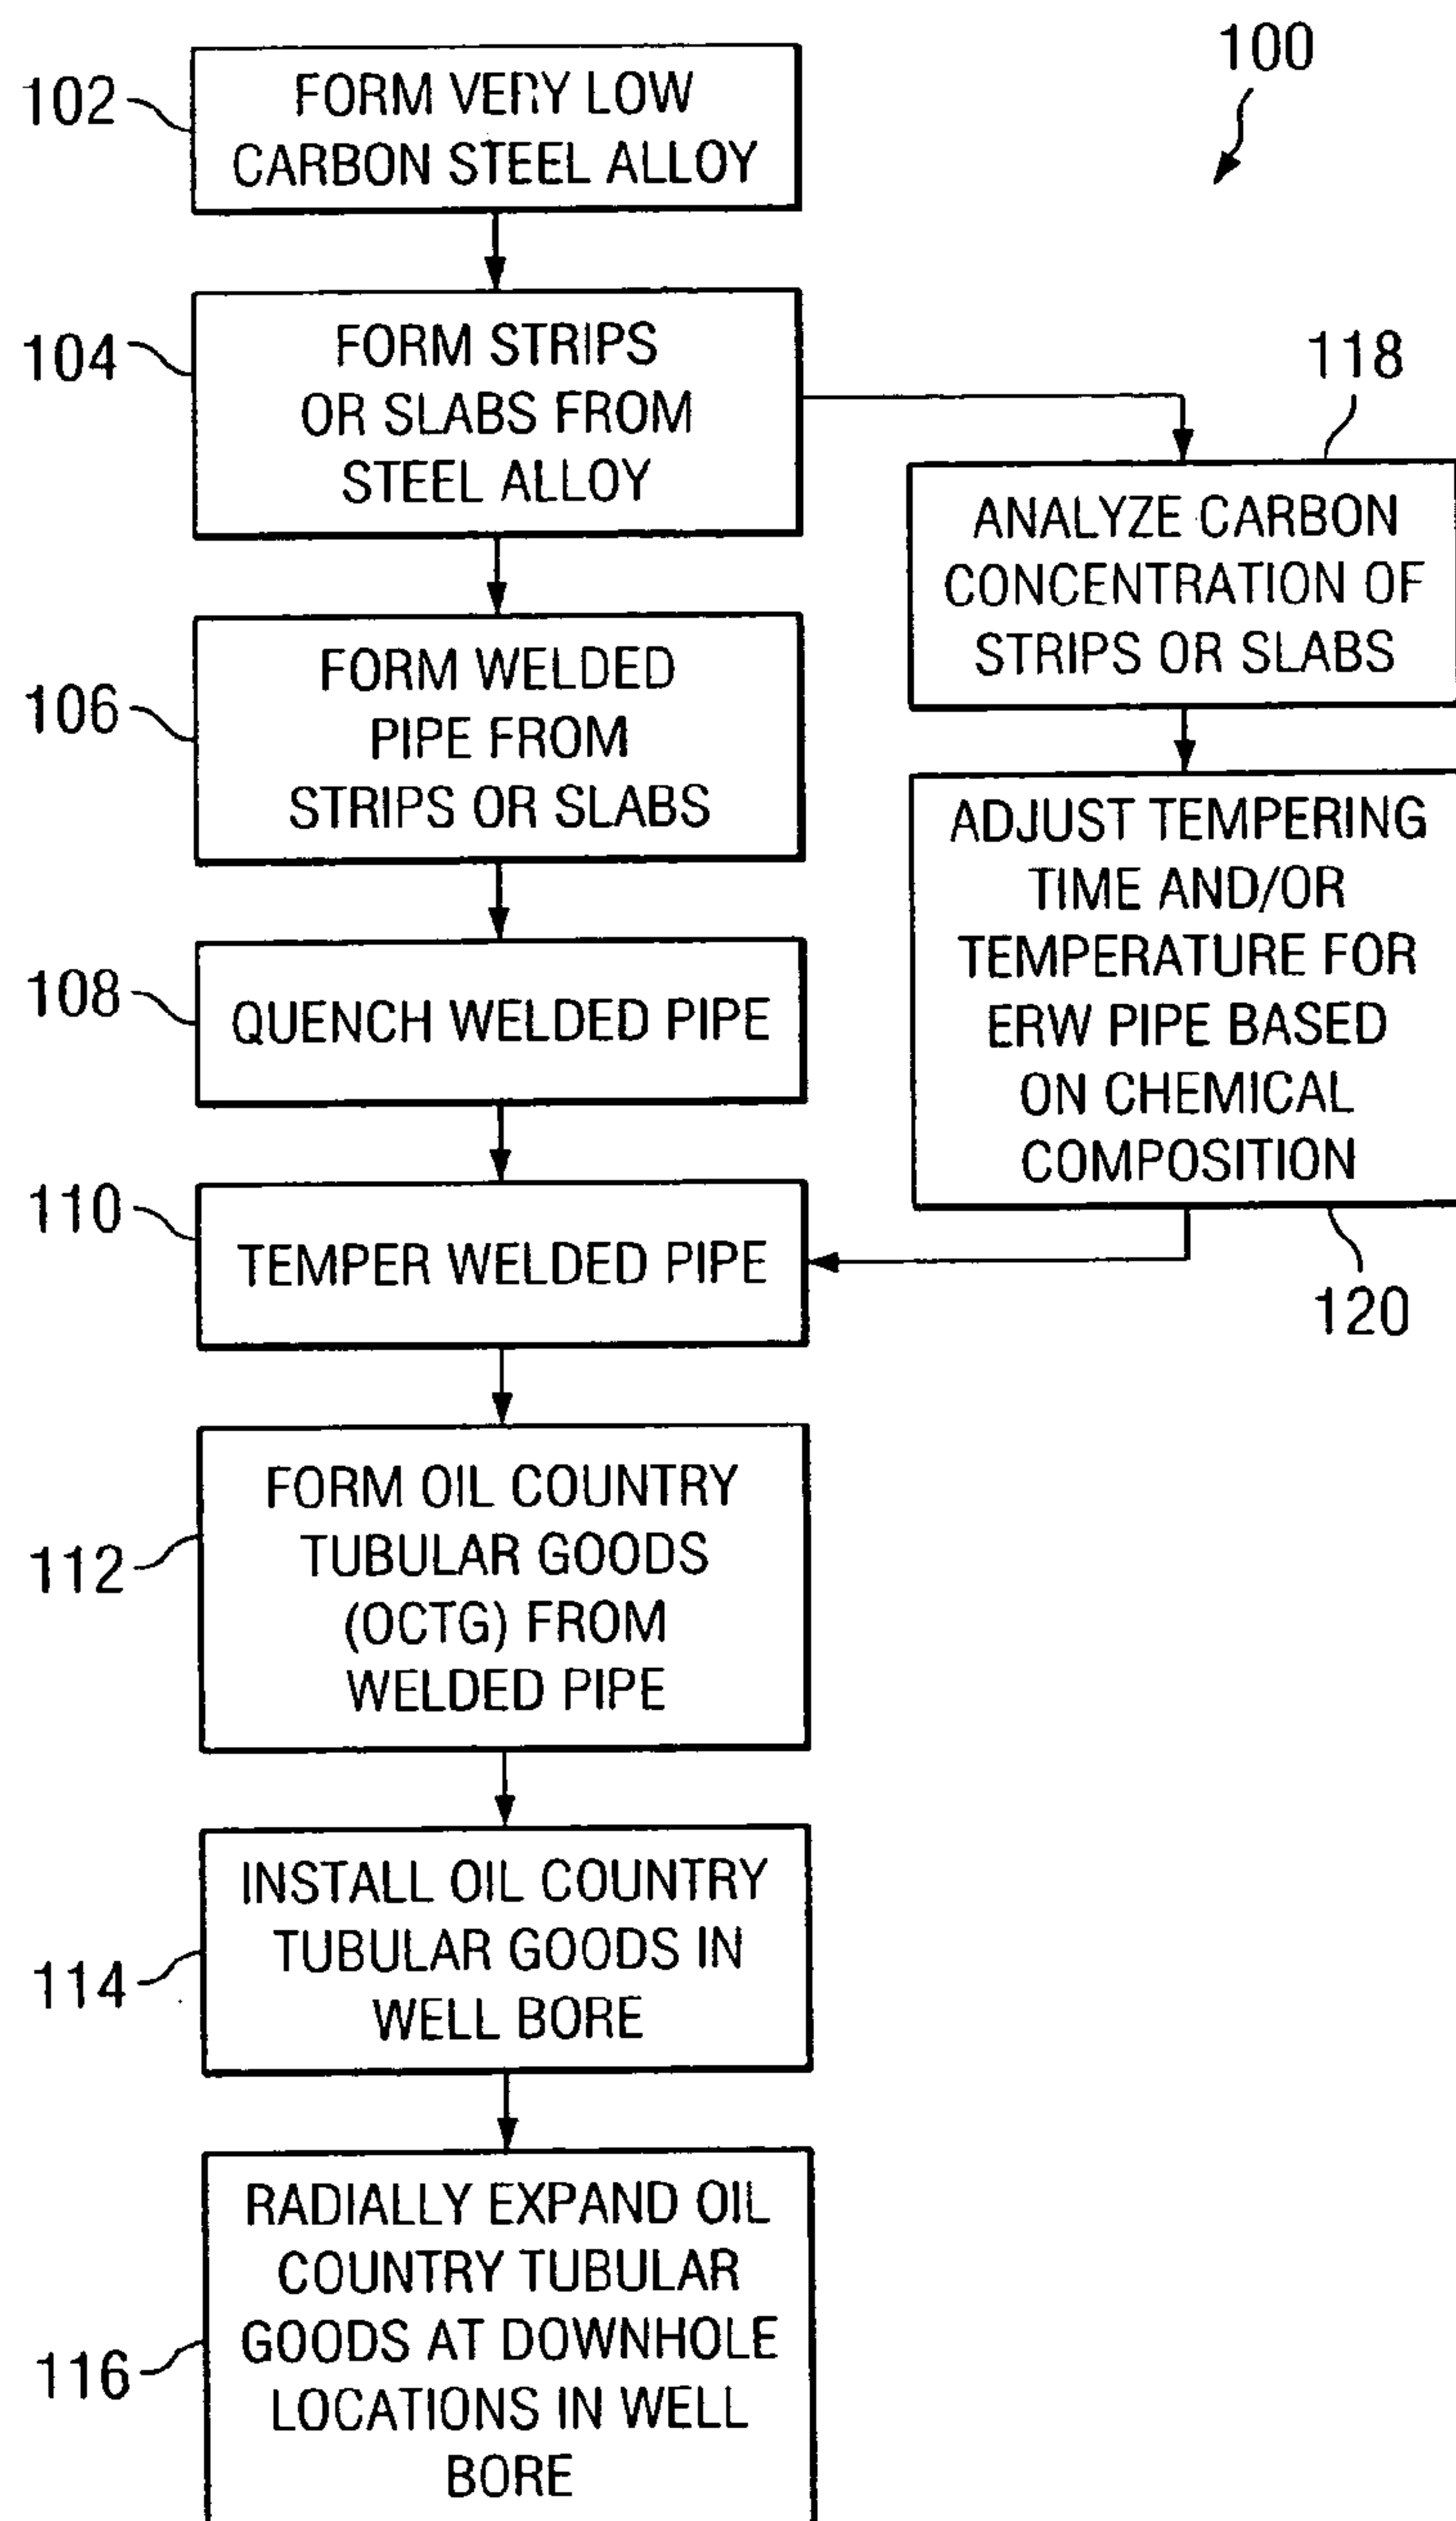 100
102
FORM VERY LOW
CARBON STEEL ALLOY
104
FORM STRIPS
OR SLABS FROM
STEEL ALLOY
118
ANALYZE CARBON
CONCENTRATION OF
STRIPS OR SLABS
106
FORM WELDED
PIPE FROM
STRIPS OR SLABS
ADJUST TEMPERING
TIME AND/OR
TEMPERATURE FOR
ERW PIPE BASED
ON CHEMICAL
COMPOSITION
120
108
QUENCH WELDED PIPE
110
TEMPER WELDED PIPE
112
FORM OIL COUNTRY
TUBULAR GOODS
(OCTG) FROM
WELDED PIPE
114
INSTALL OIL COUNTRY
TUBULAR GOODS IN
WELL BORE
116
RADIALLY EXPAND OIL
COUNTRY TUBULAR
GOODS AT DOWNHOLE
LOCATIONS IN WELL
BORE